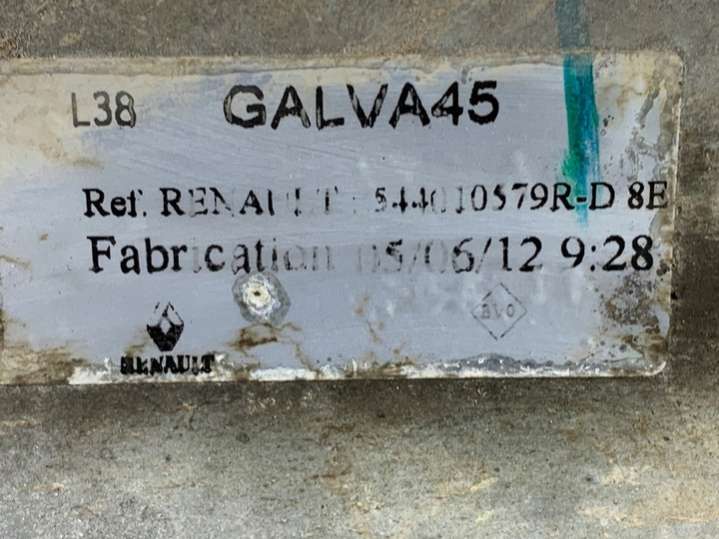 L38 GALVA45
Ref. RENAULT : 544010579R-D 8E
Fabrication 05/06/12 9:28
RENAULT